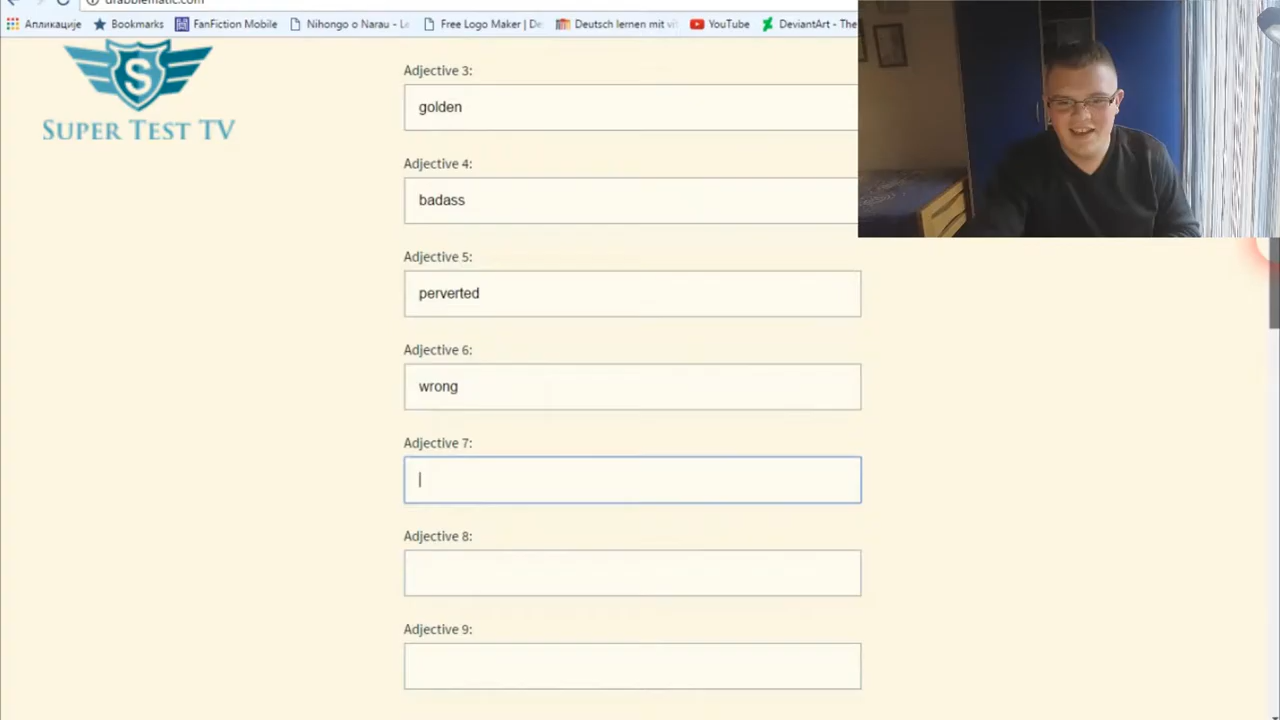 drabblematic.com
Апликације Bookmarks FanFiction Mobile Nihongo o Narau - Le Free Logo Maker | De Deutsch lernen mit vi YouTube DeviantArt - The
S
SUPER TEST TV
Adjective 3:
golden
Adjective 4:
badass
Adjective 5:
perverted
Adjective 6:
wrong
Adjective 7:
Adjective 8:
Adjective 9: